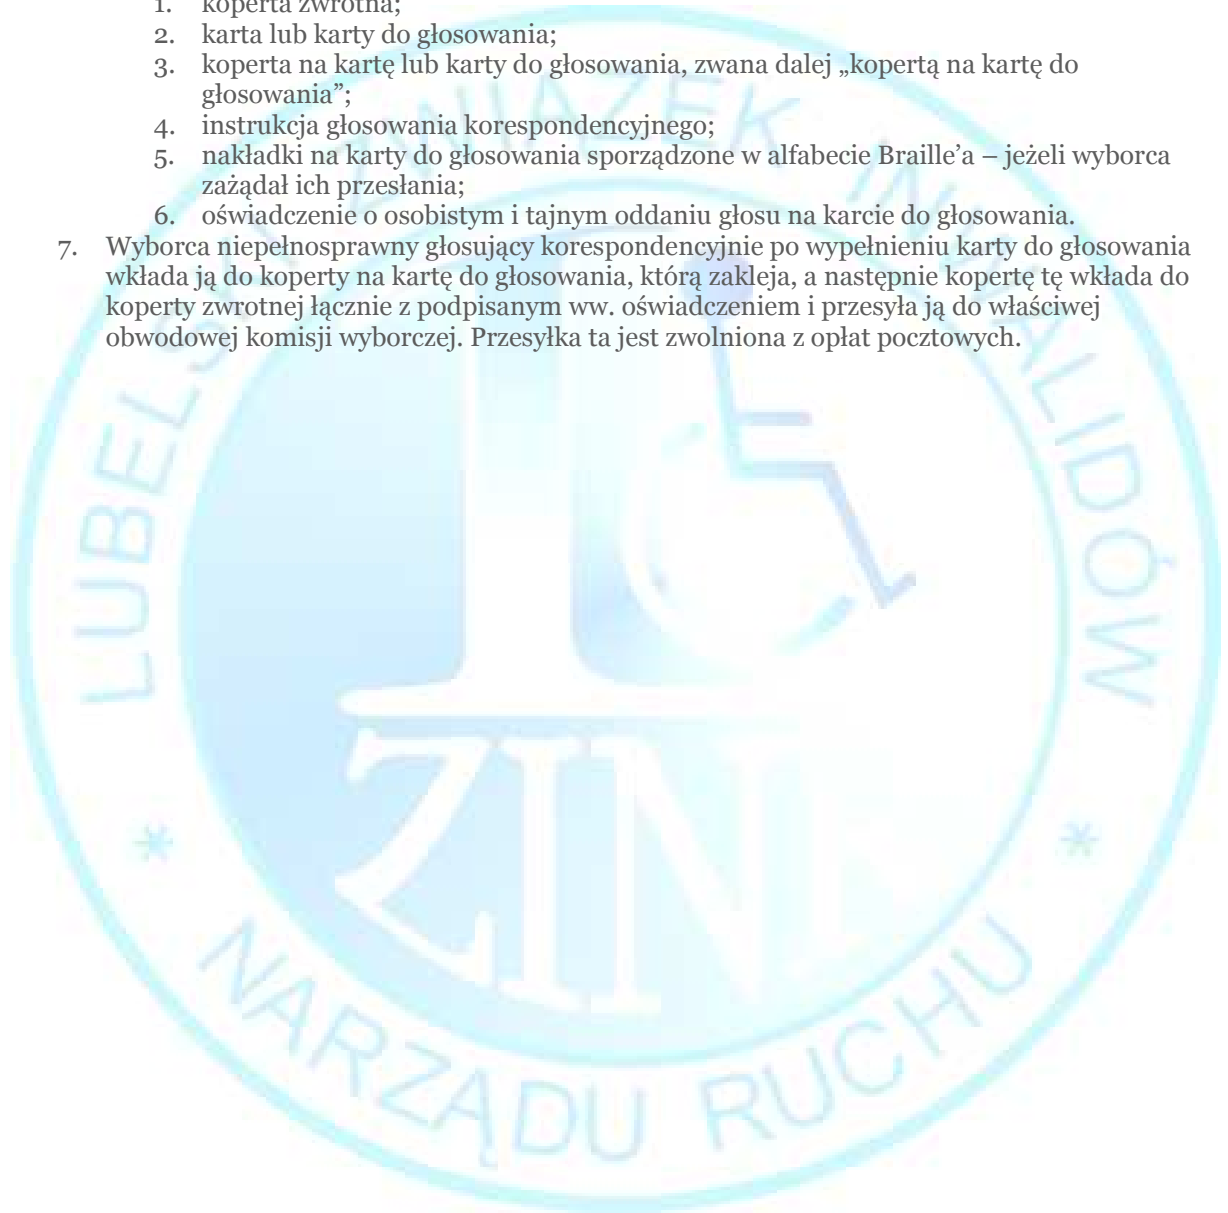 1. koperta zwrotna;
2. karta lub karty do głosowania;
3. koperta na kartę lub karty do głosowania, zwana dalej „kopertą na kartę do
głosowania”;
4. instrukcja głosowania korespondencyjnego;
5. nakładki na karty do głosowania sporządzone w alfabecie Braille’a – jeżeli wyborca
zażądał ich przesłania;
6. oświadczenie o osobistym i tajnym oddaniu głosu na karcie do głosowania.
7. Wyborca niepełnosprawny głosujący korespondencyjnie po wypełnieniu karty do głosowania
wkłada ją do koperty na kartę do głosowania, którą zakleja, a następnie kopertę tę wkłada do
koperty zwrotnej łącznie z podpisanym ww. oświadczeniem i przesyła ją do właściwej
obwodowej komisji wyborczej. Przesyłka ta jest zwolniona z opłat pocztowych.
LUBELSKI ZWIĄZEK INWALIDÓW
* NARZĄDU RUCHU *